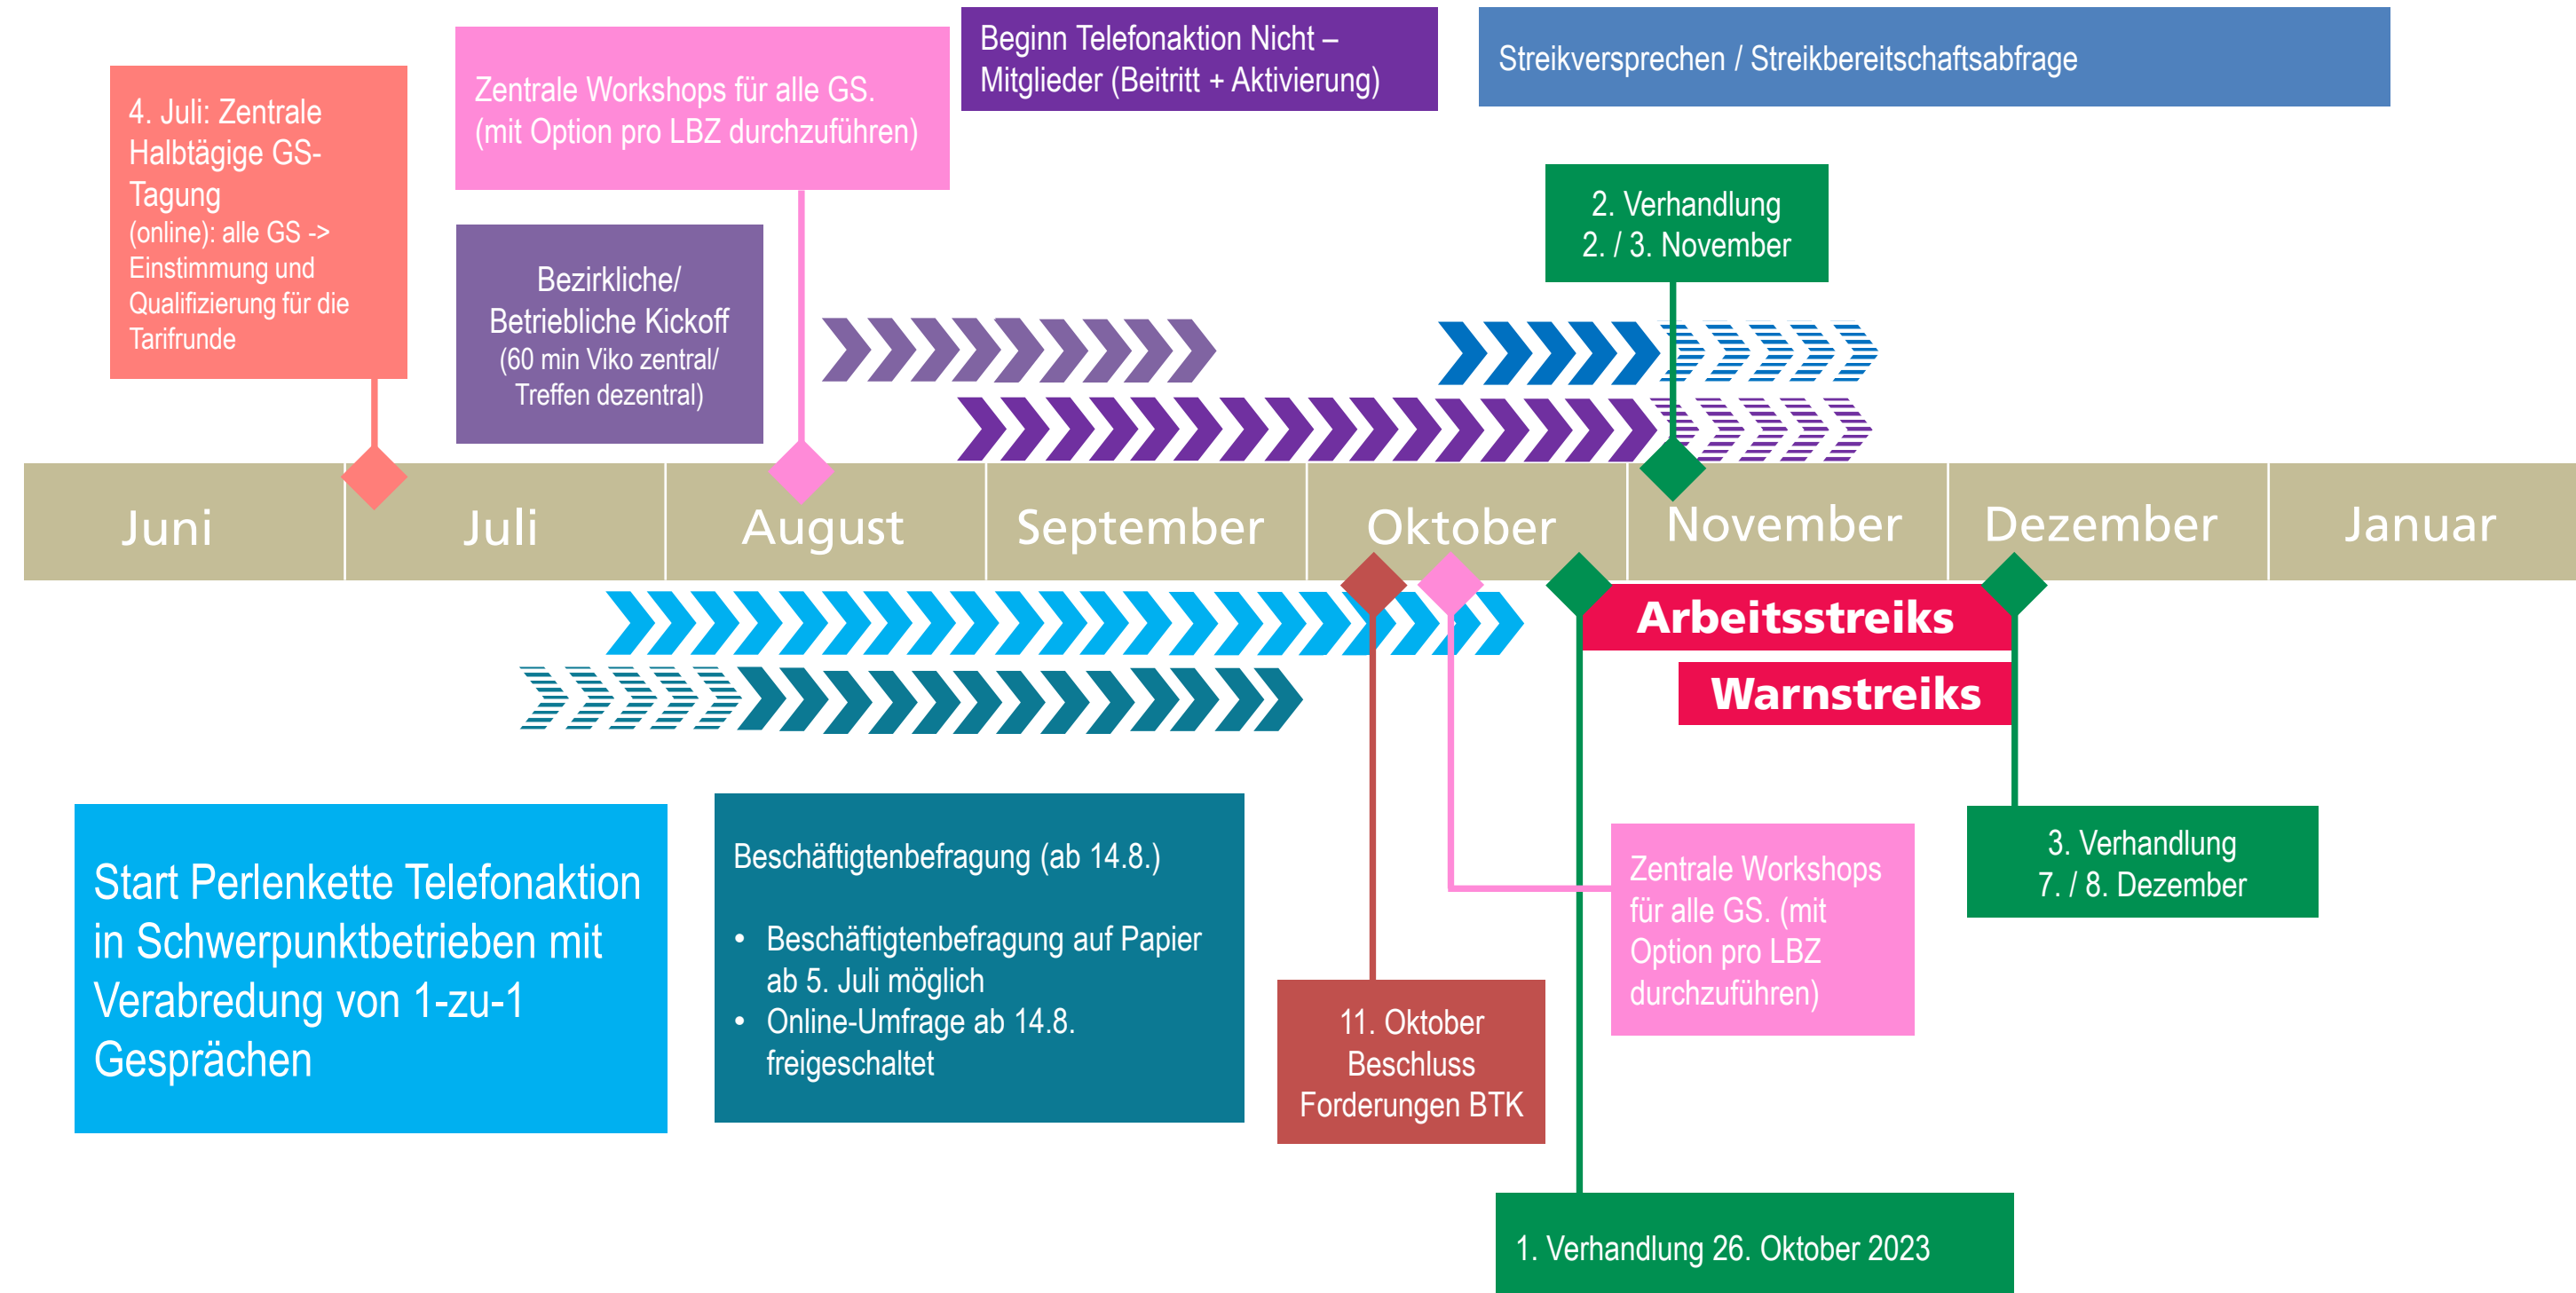 4. Juli: Zentrale
Halbtägige GS-
Tagung
(online): alle GS ->
Einstimmung und
Qualifizierung für die
Tarifrunde
Zentrale Workshops für alle GS.
(mit Option pro LBZ durchzuführen)
Beginn Telefonaktion Nicht –
Mitglieder (Beitritt + Aktivierung)
Streikversprechen / Streikbereitschaftsabfrage
Bezirkliche/
Betriebliche Kickoff
(60 min Viko zentral/
Treffen dezentral)
2. Verhandlung
2. / 3. November
Juni
Juli
August
September
Oktober
November
Dezember
Januar
Arbeitsstreiks
Warnstreiks
Start Perlenkette Telefonaktion
in Schwerpunktbetrieben mit
Verabredung von 1-zu-1
Gesprächen
Beschäftigtenbefragung (ab 14.8.)
• Beschäftigtenbefragung auf Papier
ab 5. Juli möglich
• Online-Umfrage ab 14.8.
freigeschaltet
11. Oktober
Beschluss
Forderungen BTK
Zentrale Workshops
für alle GS. (mit
Option pro LBZ
durchzuführen)
3. Verhandlung
7. / 8. Dezember
1. Verhandlung 26. Oktober 2023